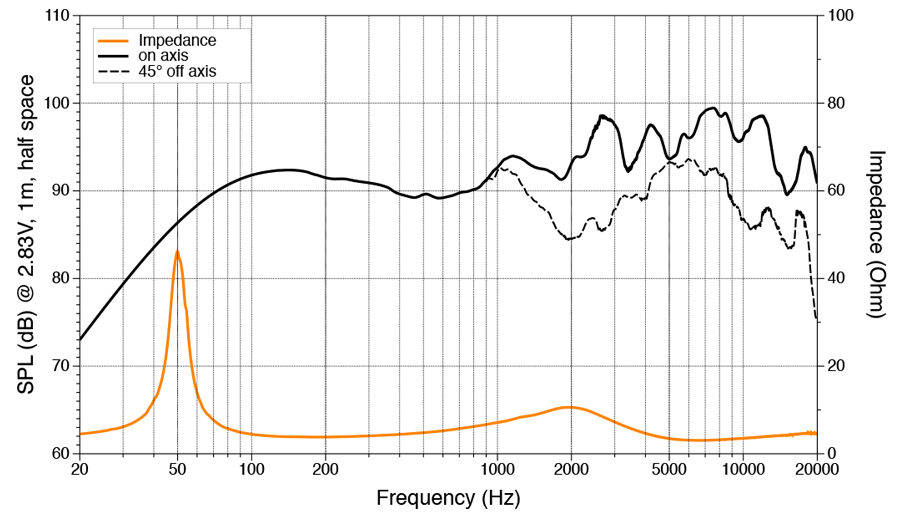 110
100
90
80
70
60
SPL (dB) @ 2.83V, 1m, half space
Impedance
on axis
45° off axis
100
80
60
40
20
0
Impedance (Ohm)
20 50 100 200 1000 2000 5000 10000 20000
Frequency (Hz)